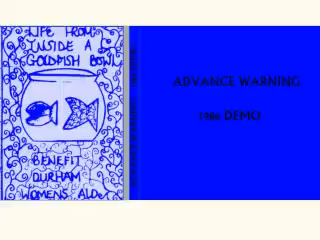 LIFE FROM
INSIDE A
GOLDFISH BOWL
BENEFIT
DURHAM
WOMENS AID
ADVANCE WARNING
1986 DEMO